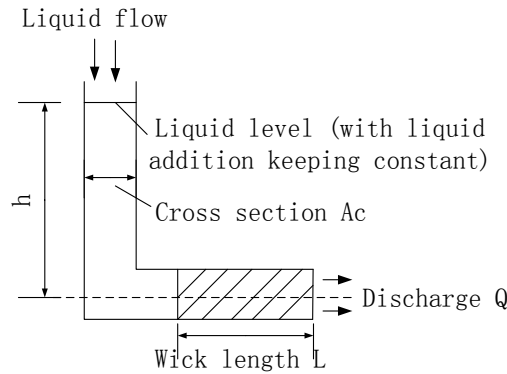 Liquid flow
Liquid level (with liquid
addition keeping constant)
h
Cross section Ac
Discharge Q
Wick length L